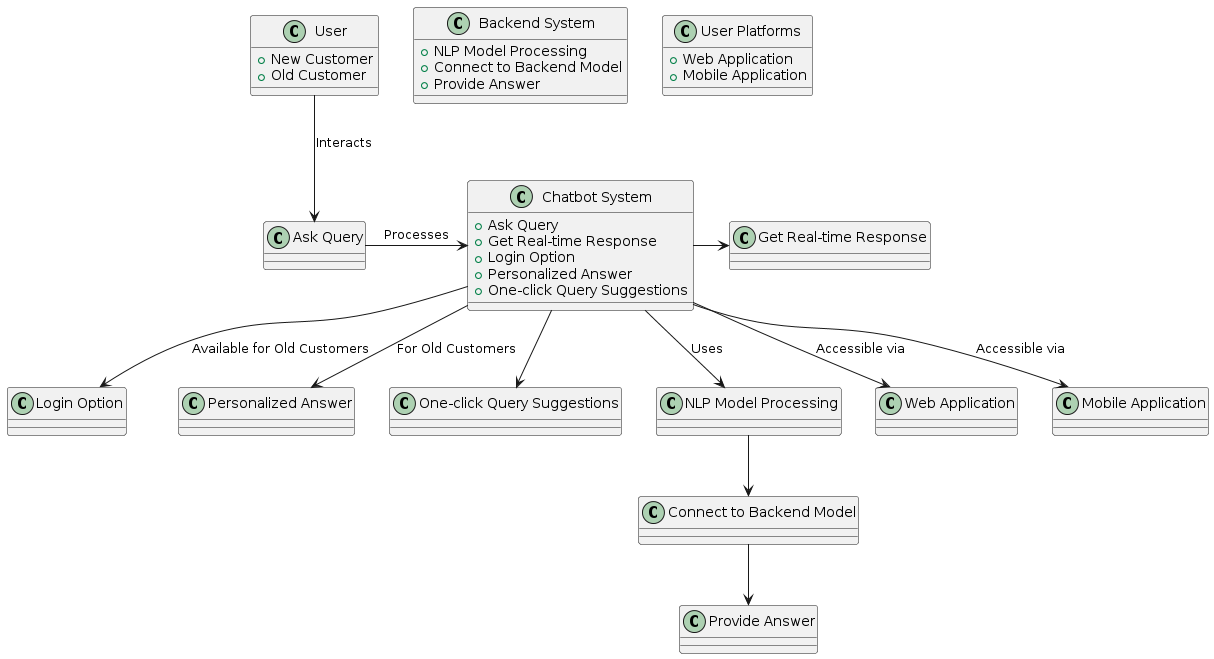 C User
+ New Customer
+ Old Customer
C Backend System
+ NLP Model Processing
+ Connect to Backend Model
+ Provide Answer
C User Platforms
+ Web Application
+ Mobile Application
Interacts
C Ask Query
Processes
C Chatbot System
+ Ask Query
+ Get Real-time Response
+ Login Option
+ Personalized Answer
+ One-click Query Suggestions
C Get Real-time Response
Available for Old Customers
For Old Customers
Uses
Accessible via
Accessible via
C Login Option
C Personalized Answer
C One-click Query Suggestions
C NLP Model Processing
C Web Application
C Mobile Application
C Connect to Backend Model
C Provide Answer